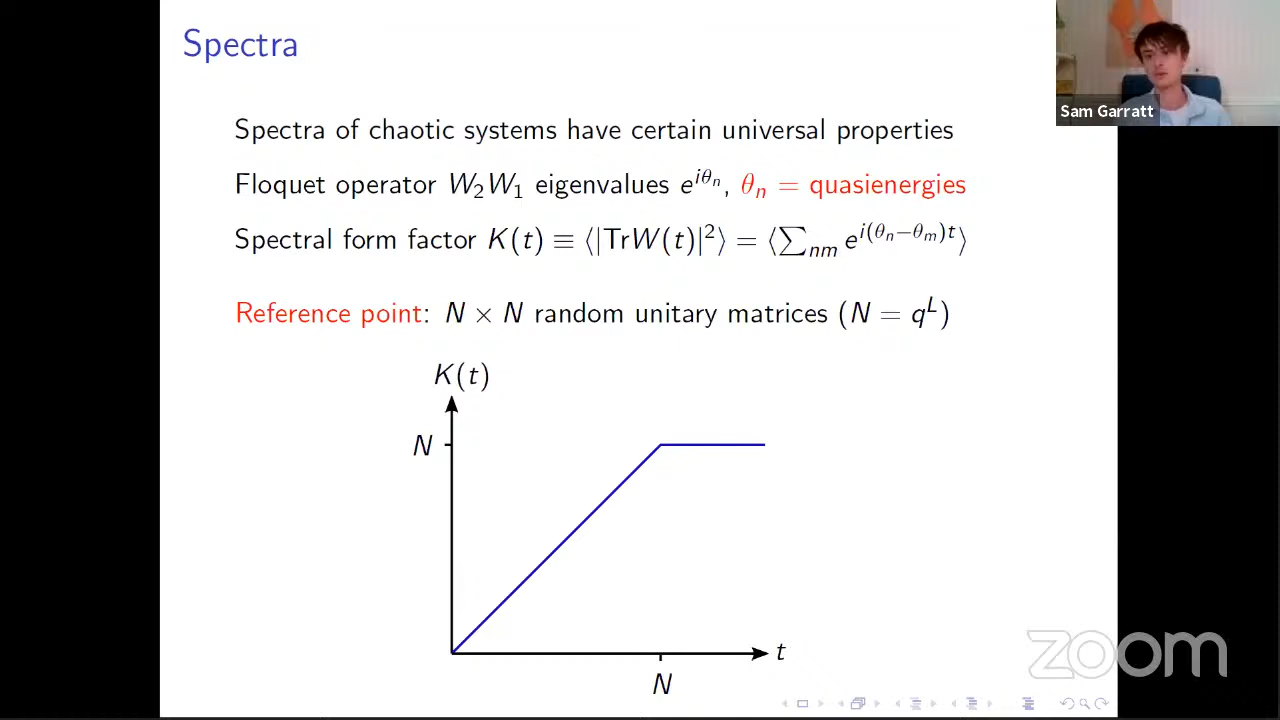 Spectra
Sam Garratt
Spectra of chaotic systems have certain universal properties
Floquet operator W₂W₁ eigenvalues e^{iθₙ}, θₙ = quasienergies
Spectral form factor K(t) ≡ ⟨|TrW(t)|²⟩ = ⟨∑ₙₘ e^{i(θₙ−θₘ)t}⟩
Reference point: N × N random unitary matrices (N = q^L)
K(t)
N
t
N
zoom